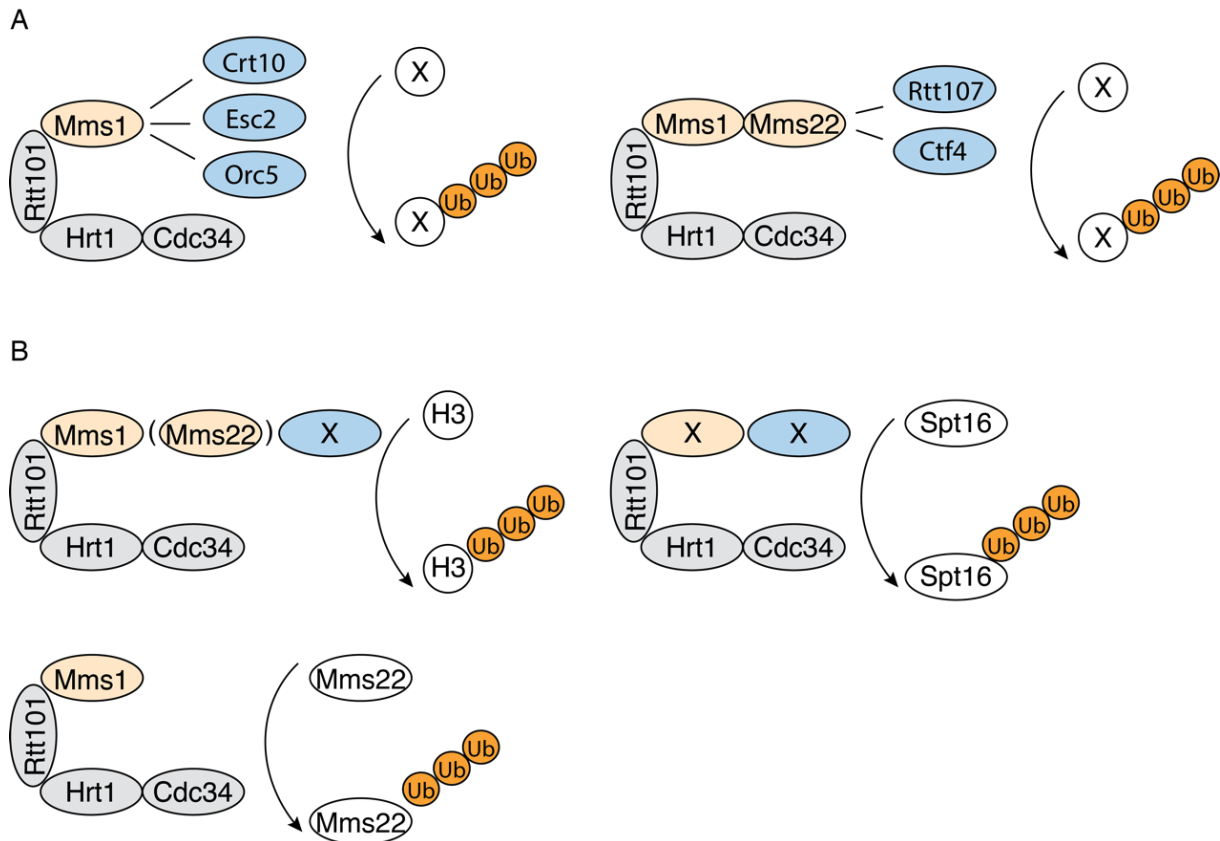 A
Crt10
X
Rtt107
X
Mms1
Esc2
Mms1
Mms22
Orc5
Ctf4
Rtt101
Ub
Ub
Ub
Rtt101
Ub
Ub
Ub
Hrt1
Cdc34
X
Hrt1
Cdc34
X
B
Mms1
(Mms22)
X
H3
X
X
Spt16
Rtt101
Ub
Ub
Ub
Rtt101
Ub
Ub
Ub
Hrt1
Cdc34
H3
Hrt1
Cdc34
Spt16
Mms1
Mms22
Rtt101
Ub
Ub
Ub
Hrt1
Cdc34
Mms22